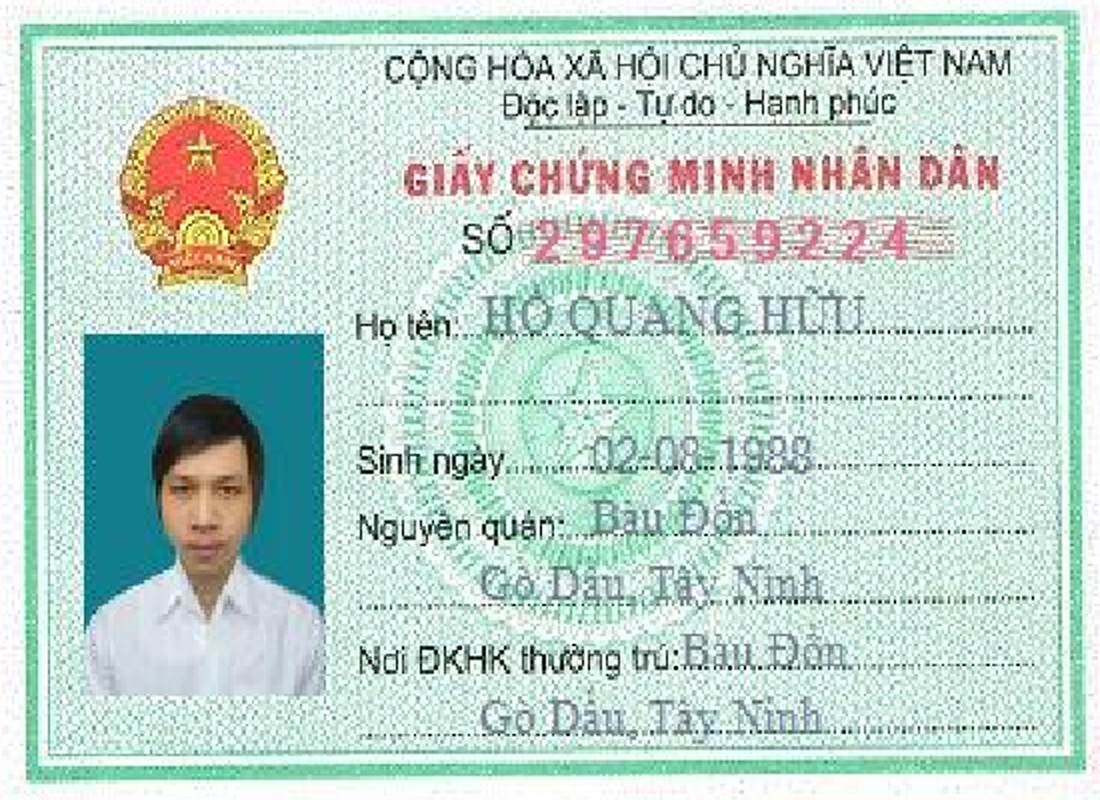 CỘNG HÒA XÃ HỘI CHỦ NGHĨA VIỆT NAM
Độc lập - Tự do - Hạnh phúc
GIẤY CHỨNG MINH NHÂN DÂN
SỐ 297659224
Họ tên: HỒ QUANG HỮU
Sinh ngày 02-08-1988
Nguyên quán: Bàu Đồn
Gò Dầu, Tây Ninh
Nơi ĐKHK thường trú: Bàu Đồn
Gò Dầu, Tây Ninh